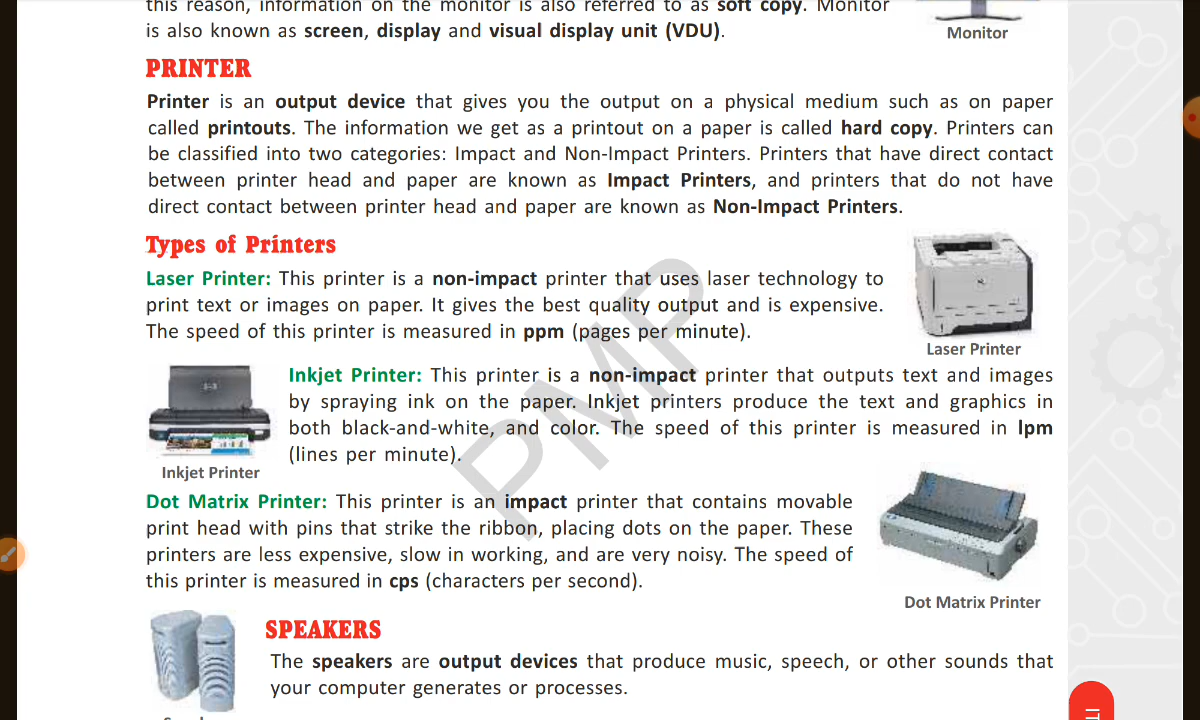 this reason, information on the monitor is also referred to as soft copy. Monitor
is also known as screen, display and visual display unit (VDU).
Monitor
PRINTER
Printer is an output device that gives you the output on a physical medium such as on paper
called printouts. The information we get as a printout on a paper is called hard copy. Printers can
be classified into two categories: Impact and Non-Impact Printers. Printers that have direct contact
between printer head and paper are known as Impact Printers, and printers that do not have
direct contact between printer head and paper are known as Non-Impact Printers.
Types of Printers
Laser Printer: This printer is a non-impact printer that uses laser technology to
print text or images on paper. It gives the best quality output and is expensive.
The speed of this printer is measured in ppm (pages per minute).
Laser Printer
Inkjet Printer: This printer is a non-impact printer that outputs text and images
by spraying ink on the paper. Inkjet printers produce the text and graphics in
both black-and-white, and color. The speed of this printer is measured in lpm
(lines per minute).
Inkjet Printer
Dot Matrix Printer: This printer is an impact printer that contains movable
print head with pins that strike the ribbon, placing dots on the paper. These
printers are less expensive, slow in working, and are very noisy. The speed of
this printer is measured in cps (characters per second).
Dot Matrix Printer
SPEAKERS
The speakers are output devices that produce music, speech, or other sounds that
your computer generates or processes.
PMP